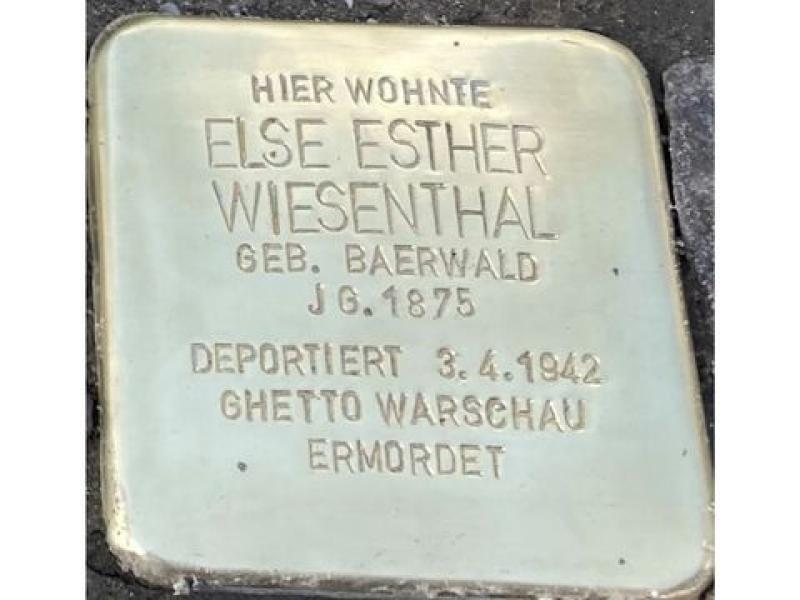 HIER WOHNTE
ELSE ESTHER
WIESENTHAL
GEB. BAERWALD
JG. 1875
DEPORTIERT 3.4.1942
GHETTO WARSCHAU
ERMORDET